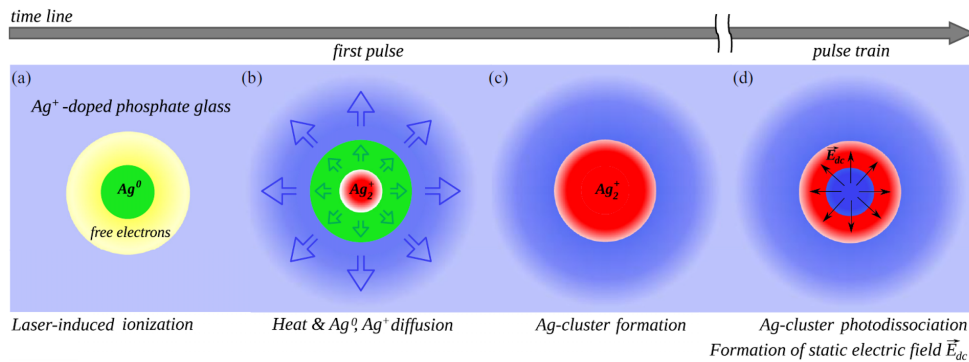 time line
first pulse
pulse train
(a)
Ag⁺-doped phosphate glass
Ag⁰
free electrons
(b)
Ag₂⁺
(c)
Ag₂⁺
(d)
E⃗dc
Laser-induced ionization
Heat & Ag⁰, Ag⁺ diffusion
Ag-cluster formation
Ag-cluster photodissociation
Formation of static electric field E⃗dc